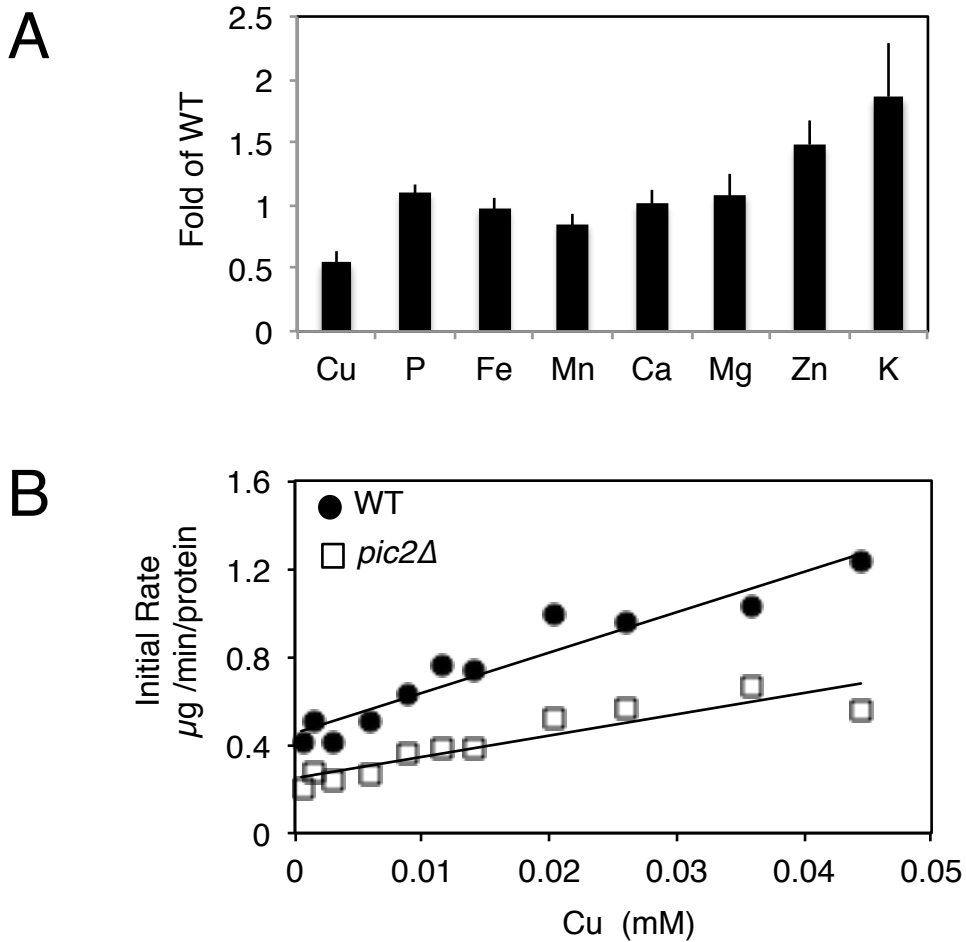 A
Fold of WT
2.5
2
1.5
1
0.5
0
Cu P Fe Mn Ca Mg Zn K
B
Initial Rate
µg /min/protein
1.6
1.2
0.8
0.4
0
WT
pic2Δ
0 0.01 0.02 0.03 0.04 0.05
Cu (mM)